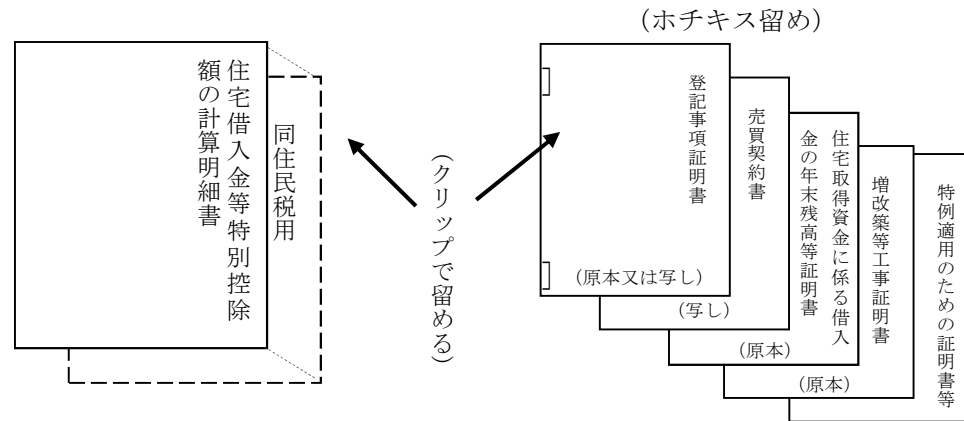 （ホチキス留め）
住宅借入金等特別控除
額の計算明細書
同住民税用
（クリップで留める）
登記事項証明書
（原本又は写し）
売買契約書
（写し）
住宅取得資金に係る借入
金の年末残高等証明書
（原本）
増改築等工事証明書
（原本）
特例適用のための証明書等